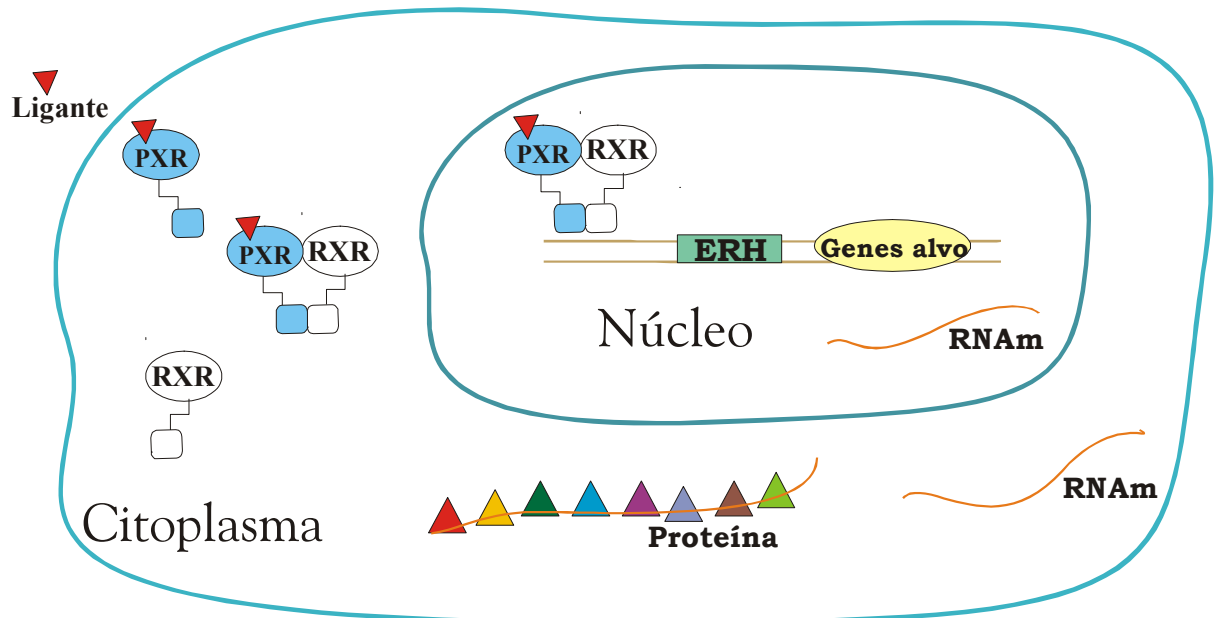 Ligante
PXR
PXR RXR
RXR
PXR RXR
ERH
Genes alvo
Núcleo
RNAm
RNAm
Proteína
Citoplasma